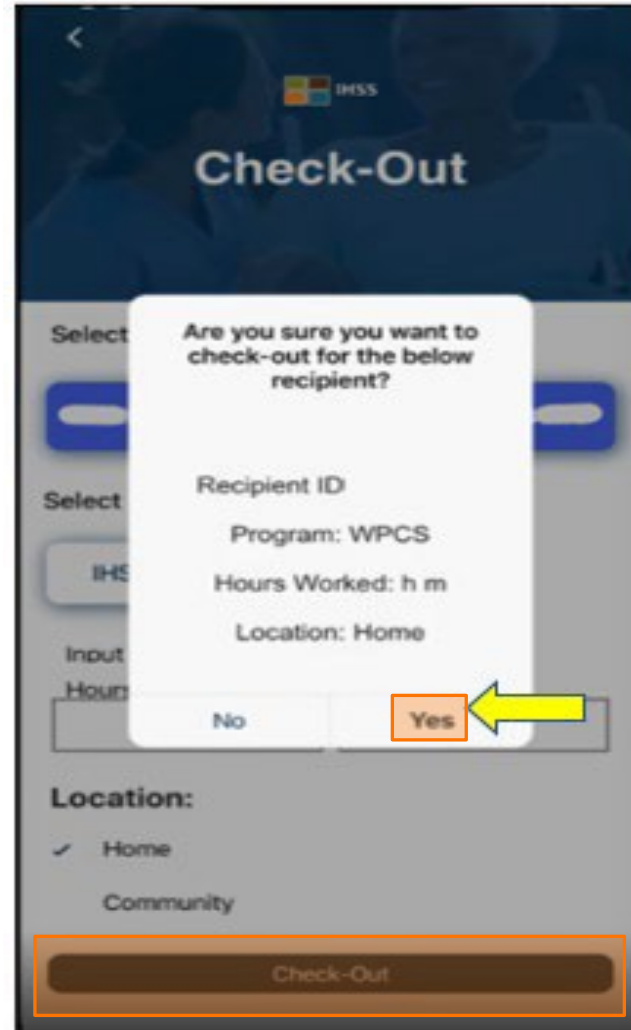 IHSS
Check-Out
Select
Are you sure you want to
check-out for the below
recipient?
Recipient ID
Select
Program: WPCS
IHS
Hours Worked: h m
Location: Home
Input
Hours
No
Yes
Location:
✓ Home
Community
Check-Out